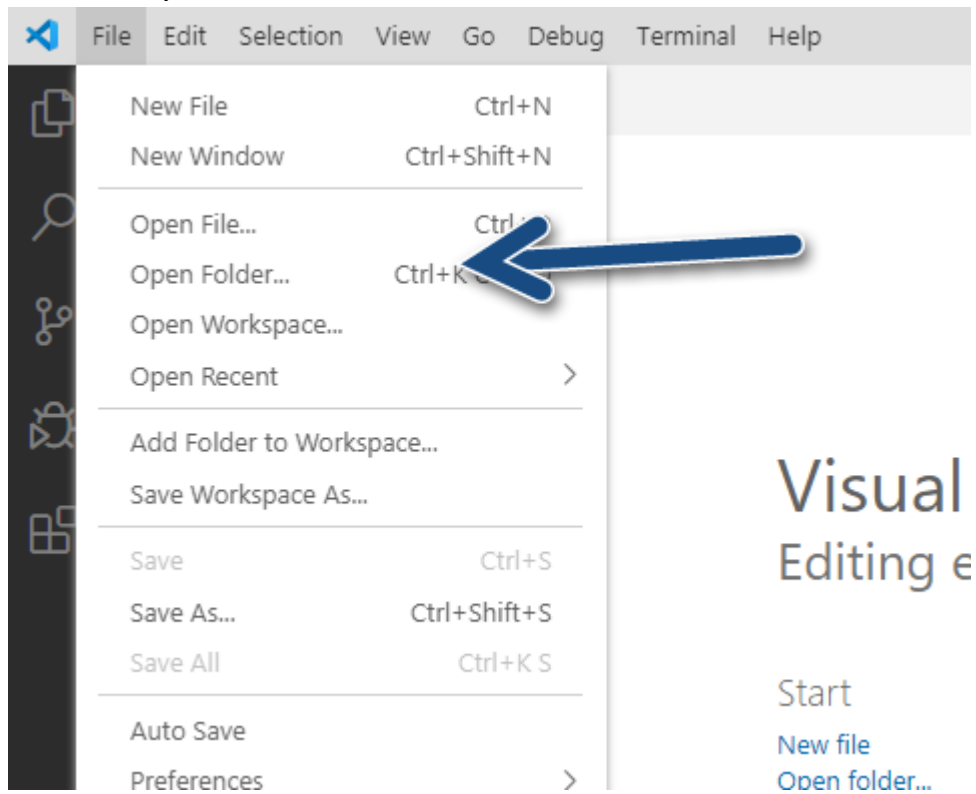 File Edit Selection View Go Debug Terminal Help
New File Ctrl+N
New Window Ctrl+Shift+N
Open File...
Open Folder... Ctrl+K
Open Workspace...
Open Recent
Add Folder to Workspace...
Save Workspace As...
Save Ctrl+S
Save As... Ctrl+Shift+S
Save All Ctrl+K S
Auto Save
Preferences
Visual
Editing e
Start
New file
Open folder...